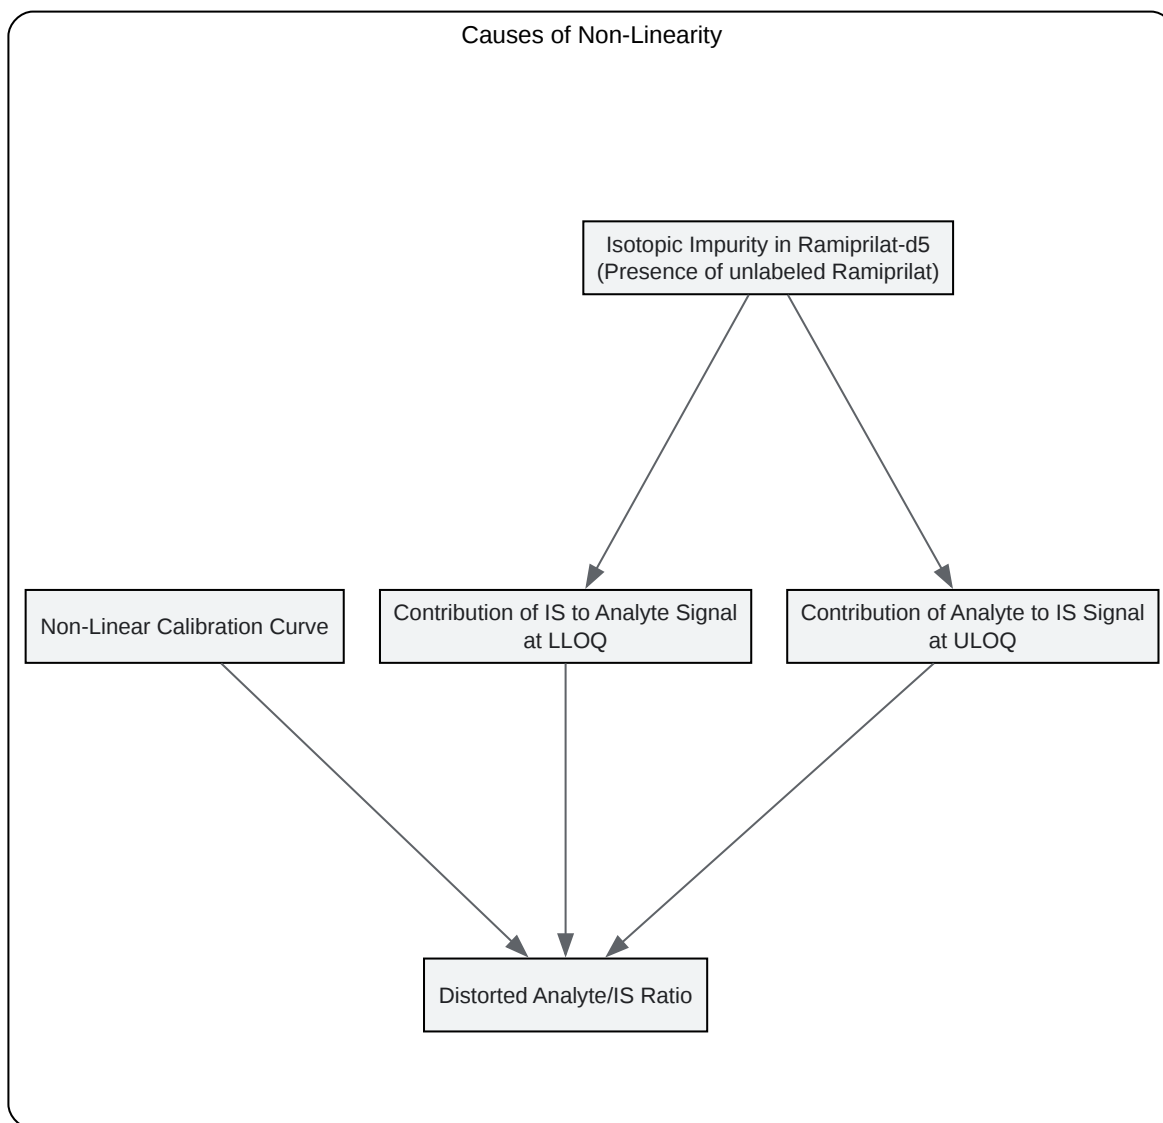 Causes of Non-Linearity
Isotopic Impurity in Ramiprilat-d5
(Presence of unlabeled Ramiprilat)
Non-Linear Calibration Curve
Contribution of IS to Analyte Signal
at LLOQ
Contribution of Analyte to IS Signal
at ULOQ
Distorted Analyte/IS Ratio